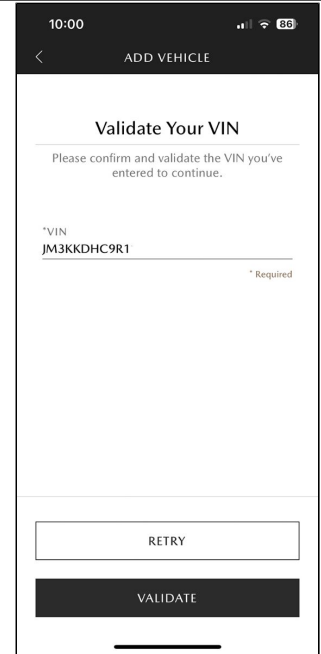 10:00
86
ADD VEHICLE
Validate Your VIN
Please confirm and validate the VIN you've
entered to continue.
*VIN
JM3KKDHC9R1
* Required
RETRY
VALIDATE